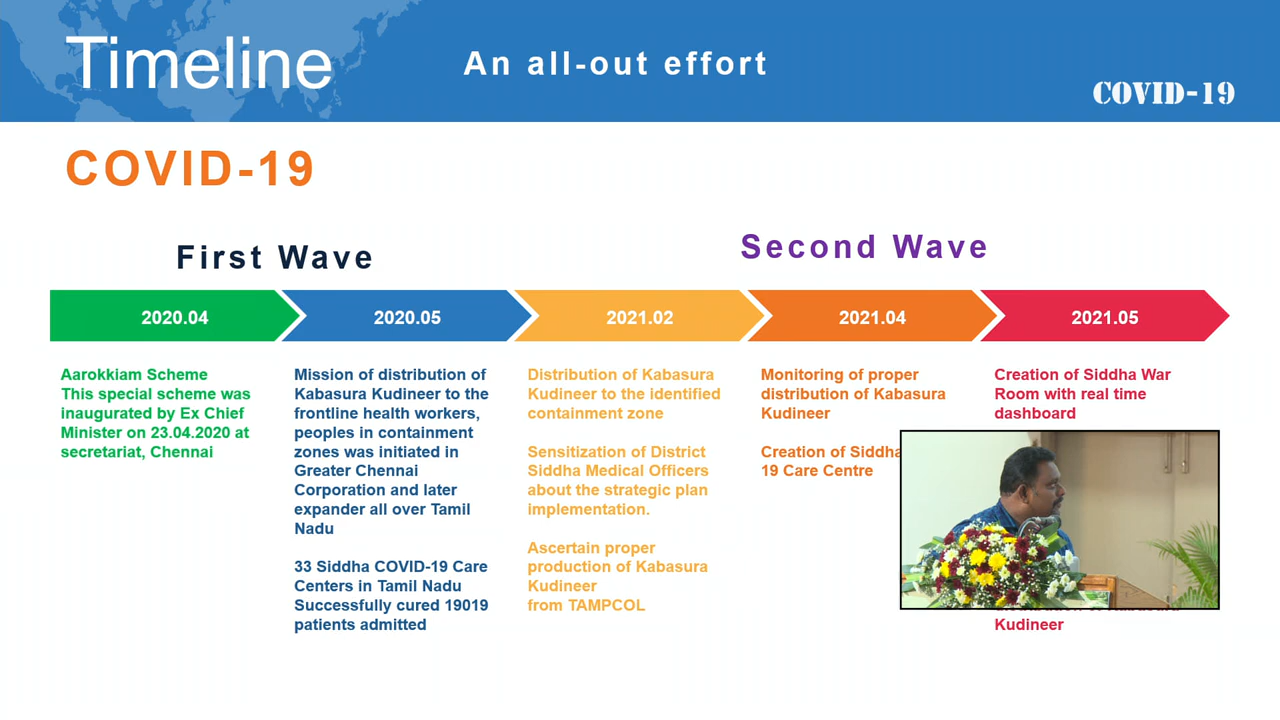 Timeline
An all-out effort
COVID-19
COVID-19
First Wave
Second Wave
2020.04
2020.05
2021.02
2021.04
2021.05
Aarokkiam Scheme
This special scheme was
inaugurated by Ex Chief
Minister on 23.04.2020 at
secretariat, Chennai
Mission of distribution of
Kabasura Kudineer to the
frontline health workers,
peoples in containment
zones was initiated in
Greater Chennai
Corporation and later
expander all over Tamil
Nadu
33 Siddha COVID-19 Care
Centers in Tamil Nadu
Successfully cured 19019
patients admitted
Distribution of Kabasura
Kudineer to the identified
containment zone
Sensitization of District
Siddha Medical Officers
about the strategic plan
implementation.
Ascertain proper
production of Kabasura
Kudineer
from TAMPCOL
Monitoring of proper
distribution of Kabasura
Kudineer
Creation of Siddha
19 Care Centre
Creation of Siddha War
Room with real time
dashboard
Kudineer